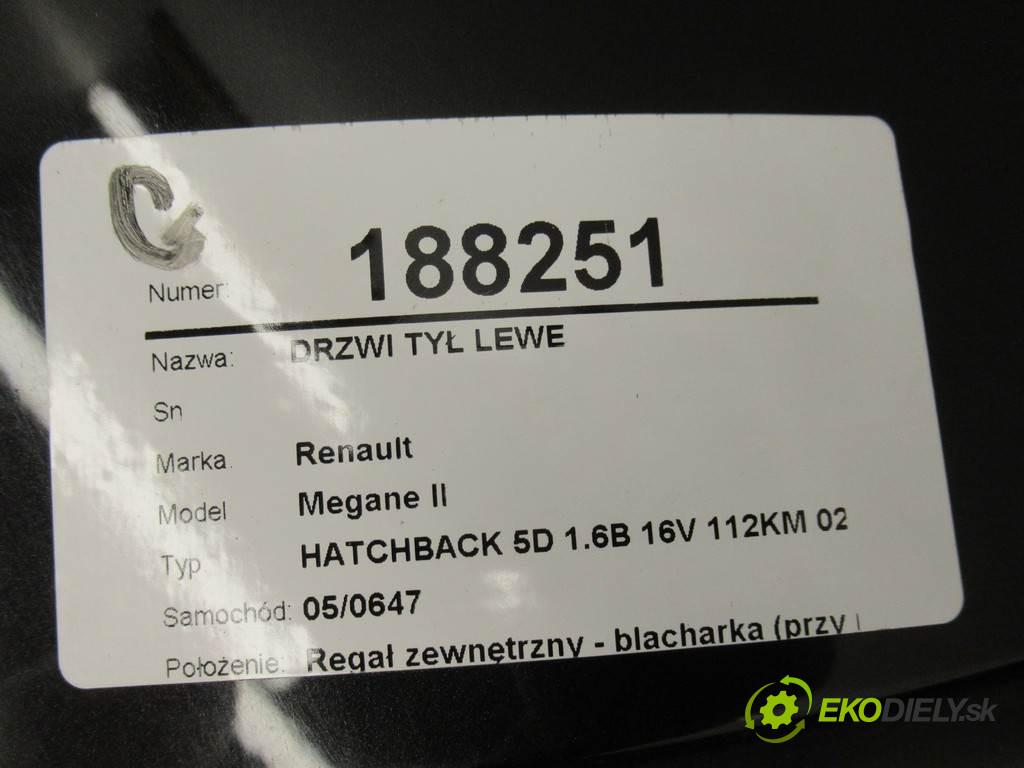 Numer: 188251
Nazwa: DRZWI TYŁ LEWE
Sn
Marka: Renault
Model Megane II
Typ HATCHBACK 5D 1.6B 16V 112KM 02
Samochód: 05/0647
Położenie: Regał zewnętrzny - blacharka (przy
EKODIELY.sk